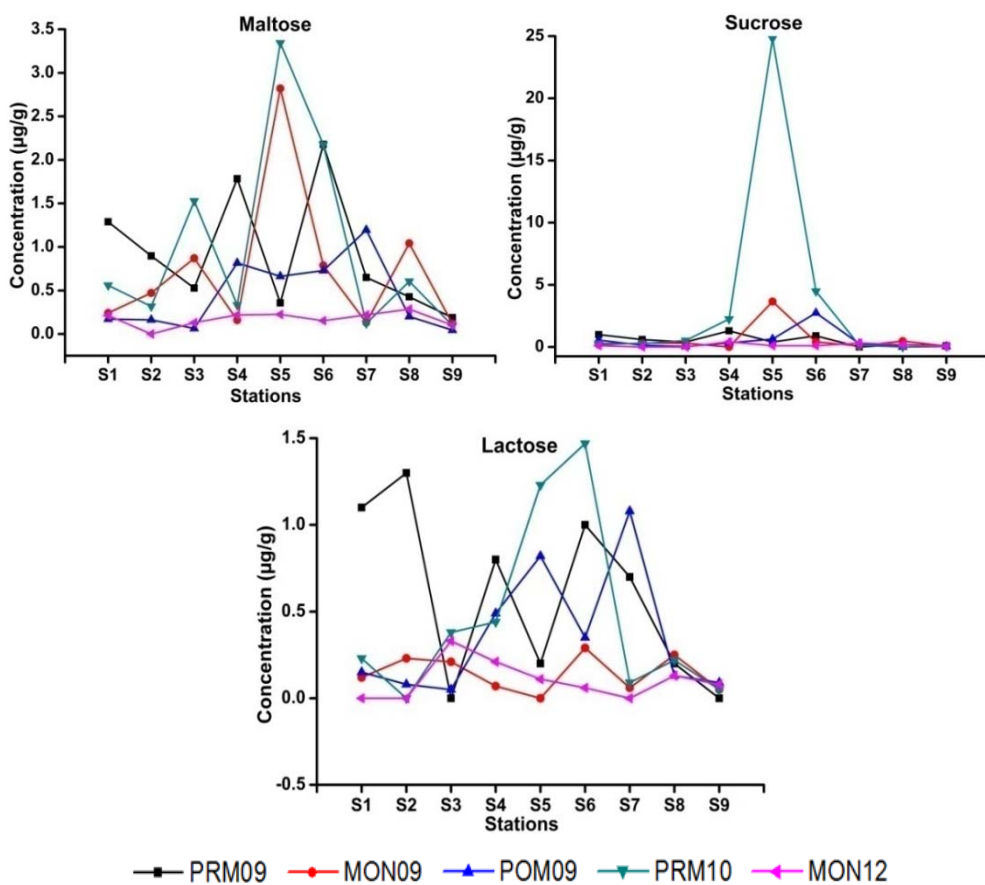 Maltose
Concentration (µg/g)
3.5
3.0
2.5
2.0
1.5
1.0
0.5
0.0
S1 S2 S3 S4 S5 S6 S7 S8 S9
Stations
Sucrose
Concentration (µg/g)
25
20
15
10
5
0
S1 S2 S3 S4 S5 S6 S7 S8 S9
Stations
Lactose
Concentration (µg/g)
1.5
1.0
0.5
0.0
-0.5
S1 S2 S3 S4 S5 S6 S7 S8 S9
Stations
PRM09 MON09 POM09 PRM10 MON12